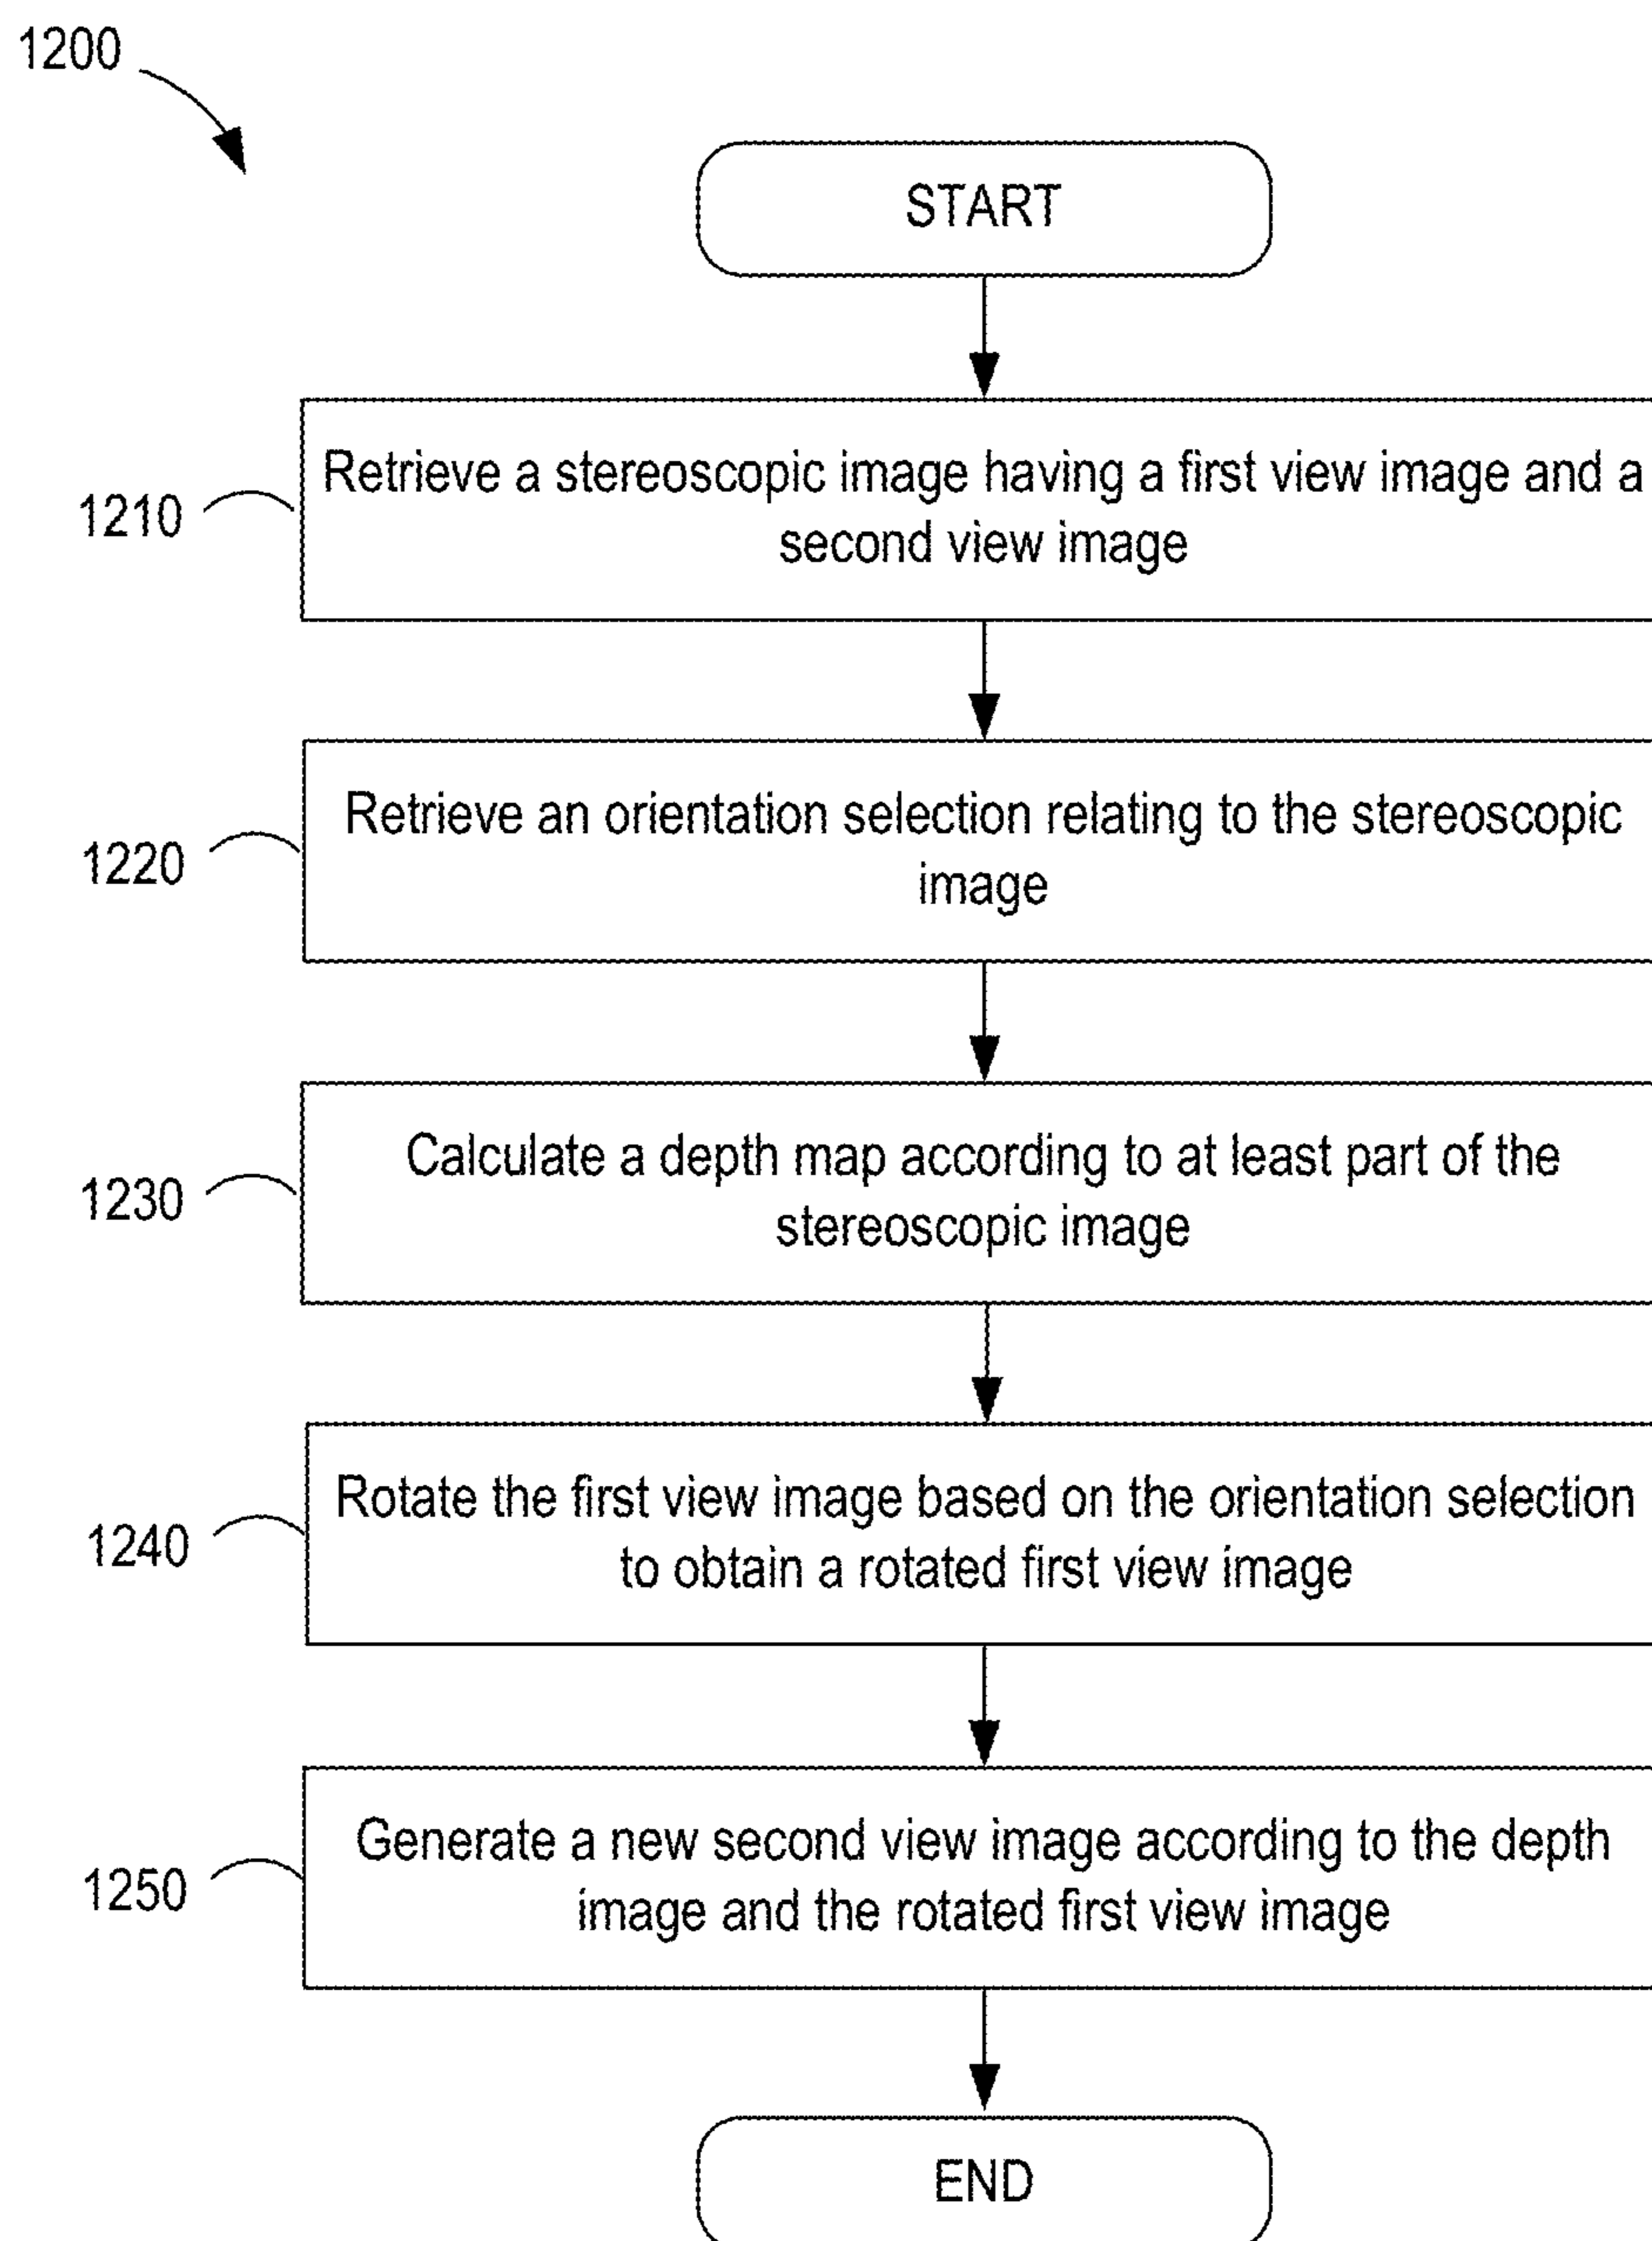 1200
START
1210
Retrieve a stereoscopic image having a first view image and a
second view image
1220
Retrieve an orientation selection relating to the stereoscopic
image
1230
Calculate a depth map according to at least part of the
stereoscopic image
1240
Rotate the first view image based on the orientation selection
to obtain a rotated first view image
1250
Generate a new second view image according to the depth
image and the rotated first view image
END